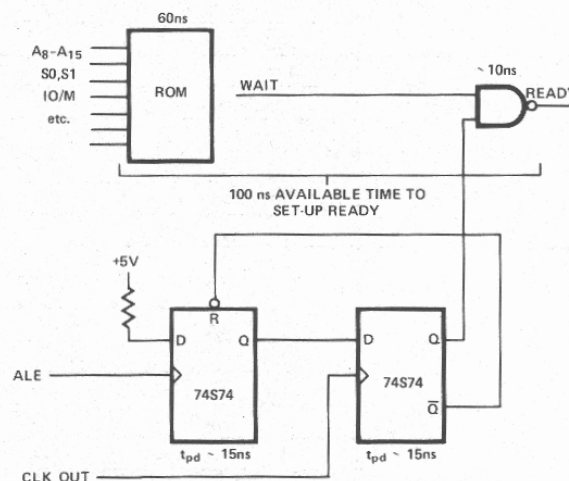 60ns
A8-A15
S0,S1
IO/M
etc.
ROM
WAIT
~ 10ns
READY
100 ns AVAILABLE TIME TO
SET-UP READY
+5V
R
D
Q
74S74
tpd ~ 15ns
D
Q
Q̅
74S74
tpd ~ 15ns
ALE
CLK OUT